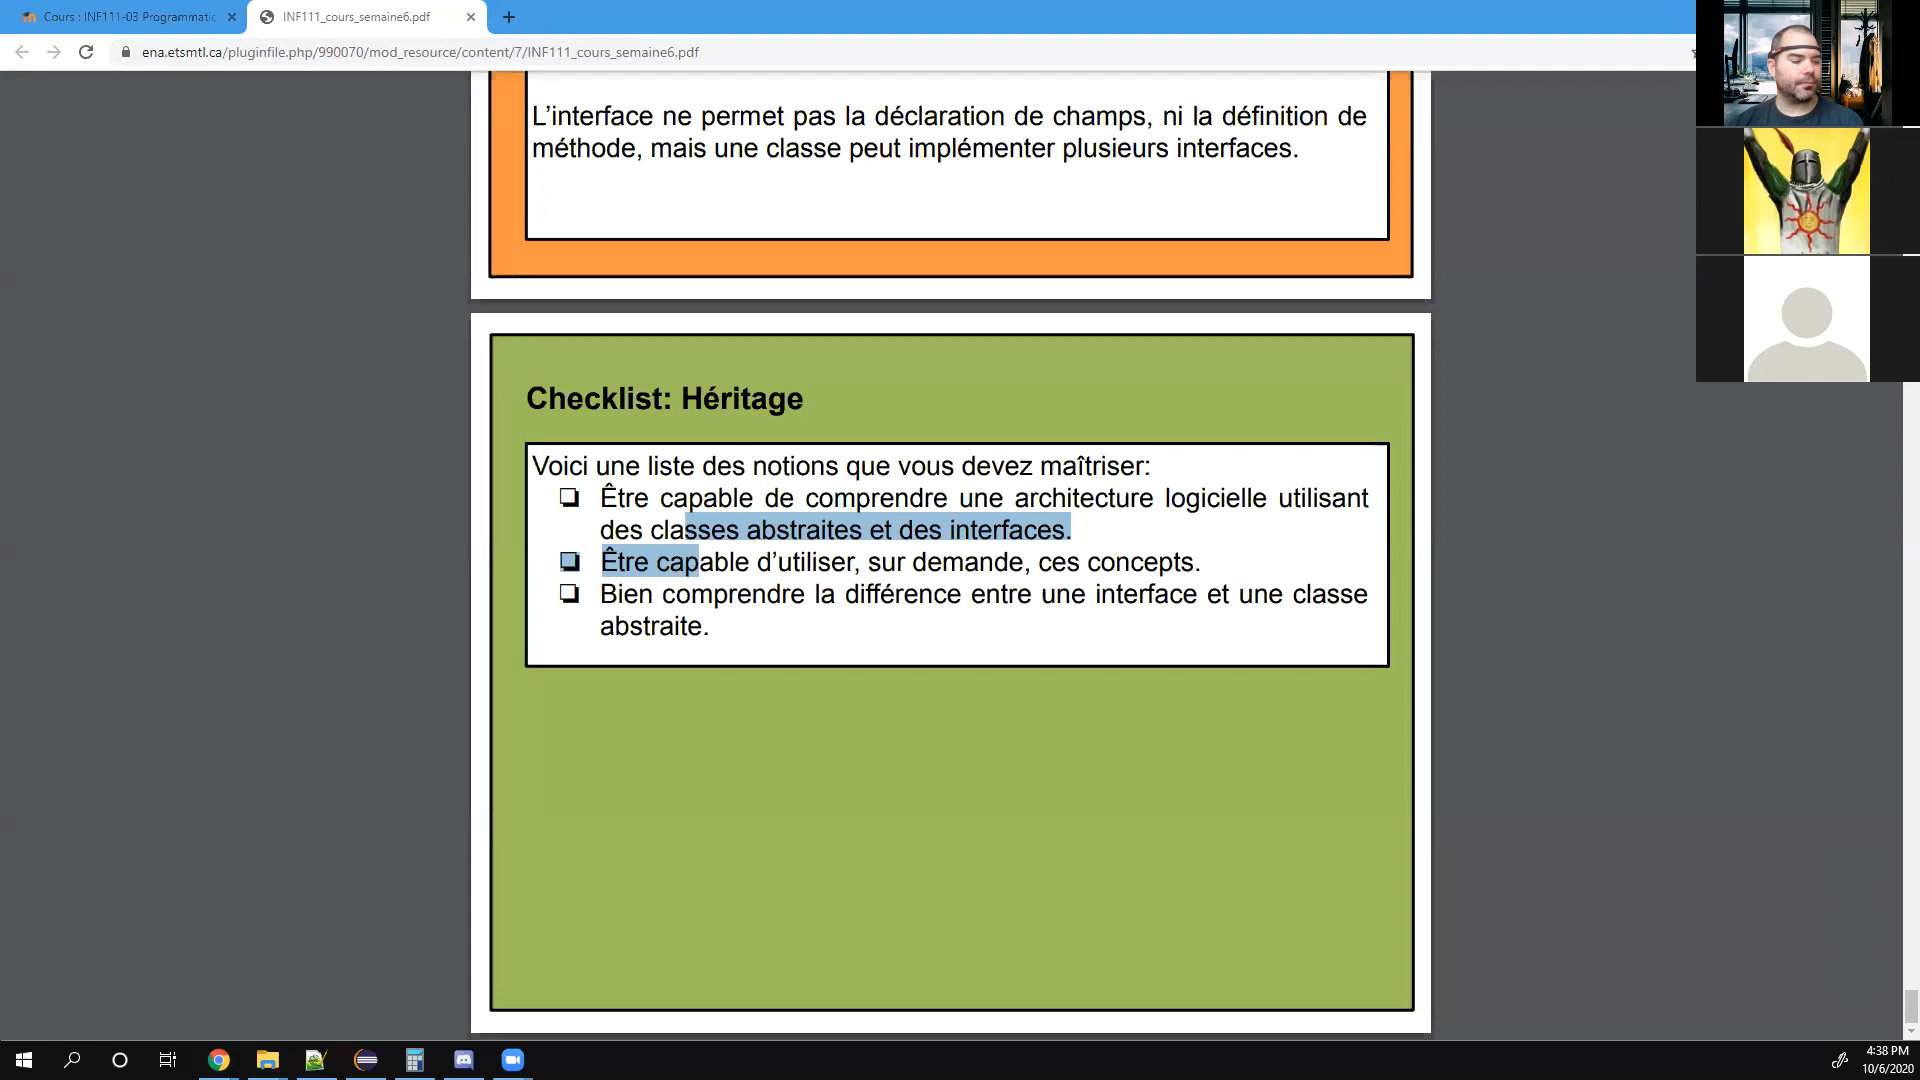 Cours : INF111-03 Programmatic
INF111_cours_semaine6.pdf
ena.etsmtl.ca/pluginfile.php/990070/mod_resource/content/7/INF111_cours_semaine6.pdf
L’interface ne permet pas la déclaration de champs, ni la définition de
méthode, mais une classe peut implémenter plusieurs interfaces.
Checklist: Héritage
Voici une liste des notions que vous devez maîtriser:
❏ Être capable de comprendre une architecture logicielle utilisant
des classes abstraites et des interfaces.
❏ Être capable d’utiliser, sur demande, ces concepts.
❏ Bien comprendre la différence entre une interface et une classe
abstraite.
4:38 PM
10/6/2020